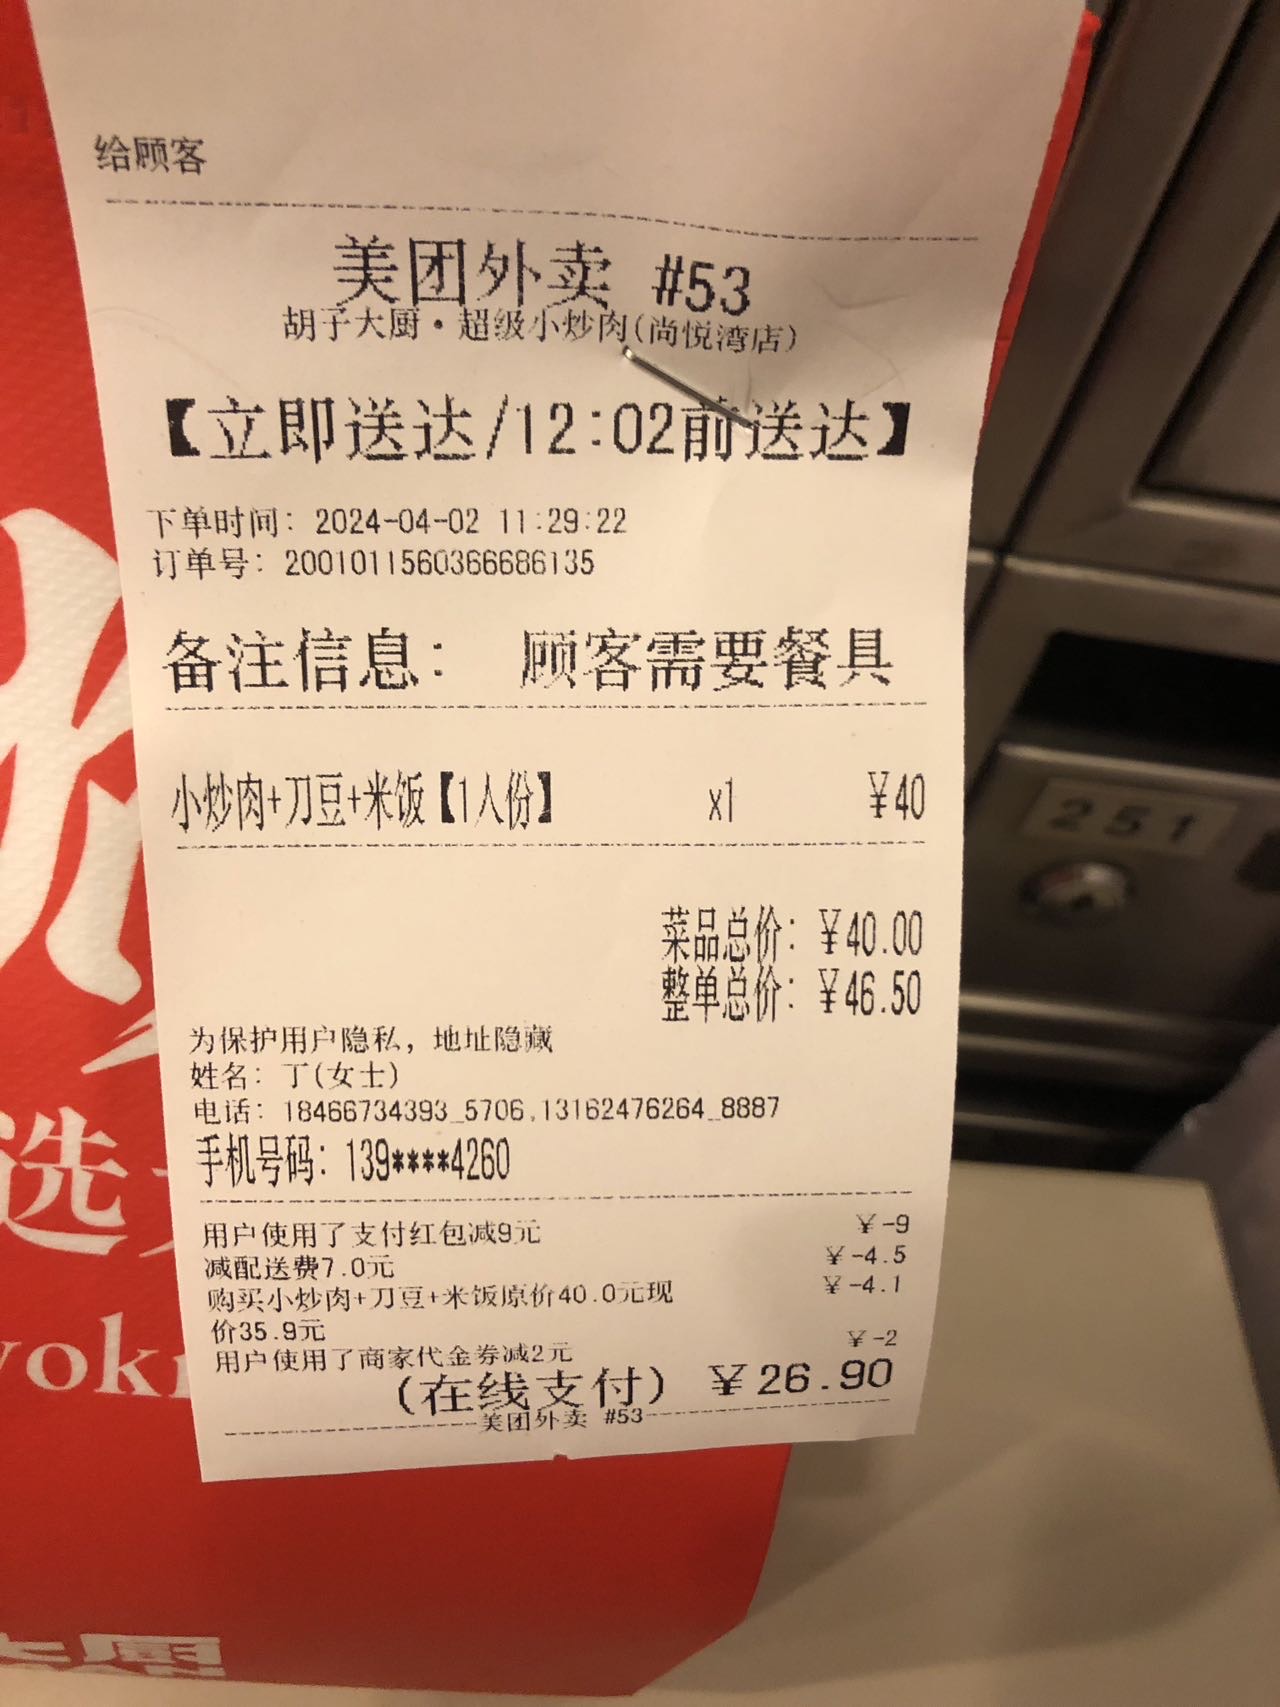 给顾客
美团外卖 #53
胡子大厨·超级小炒肉(尚悦湾店)
【立即送达/12:02前送达】
下单时间: 2024-04-02 11:29:22
订单号: 2001011560366686135
备注信息: 顾客需要餐具
小炒肉+刀豆+米饭【1人份】 x1 ¥40
菜品总价: ¥40.00
整单总价: ¥46.50
为保护用户隐私, 地址隐藏
姓名: 丁(女士)
电话: 18466734393_5706,13162476264_8887
手机号码: 139****4260
用户使用了支付红包减9元 ¥-9
减配送费7.0元 ¥-4.5
购买小炒肉+刀豆+米饭原价40.0元现 ¥-4.1
价35.9元
用户使用了商家代金券减2元 ¥-2
(在线支付) ¥26.90
美团外卖 #53
251
选
大厨